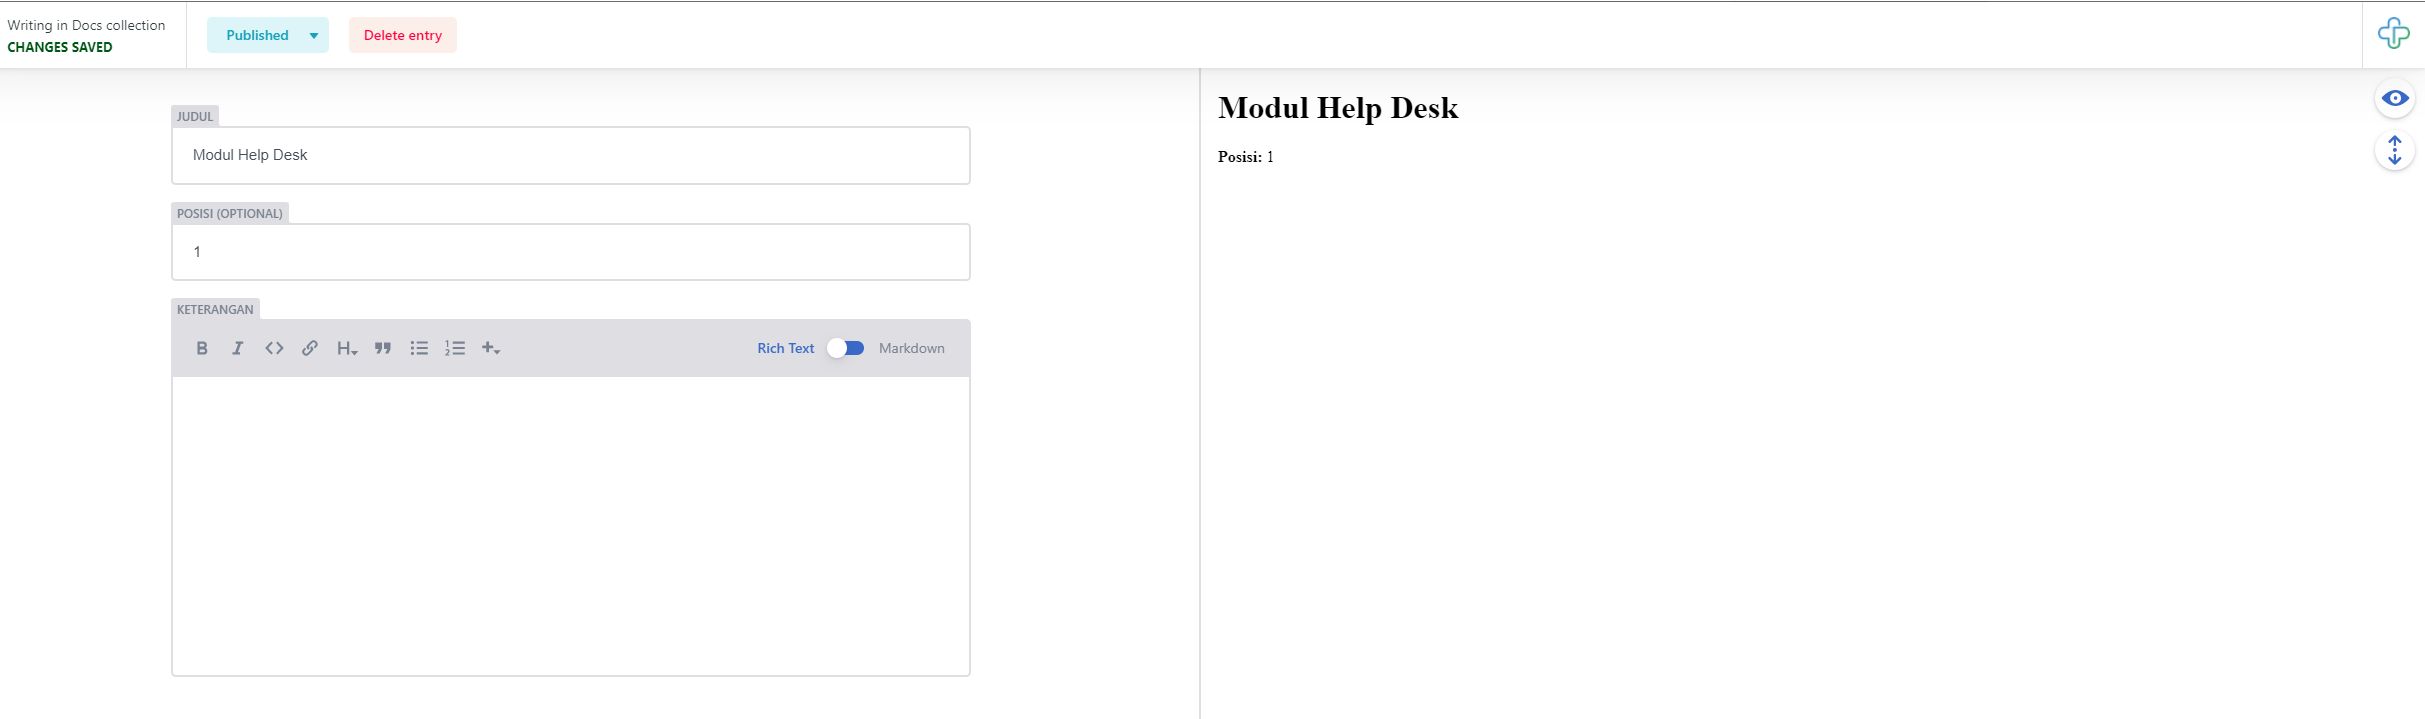 Writing in Docs collection
CHANGES SAVED
Published
Delete entry
JUDUL
Modul Help Desk
POSISI (OPTIONAL)
1
KETERANGAN
Rich Text
Markdown
Modul Help Desk
Posisi: 1